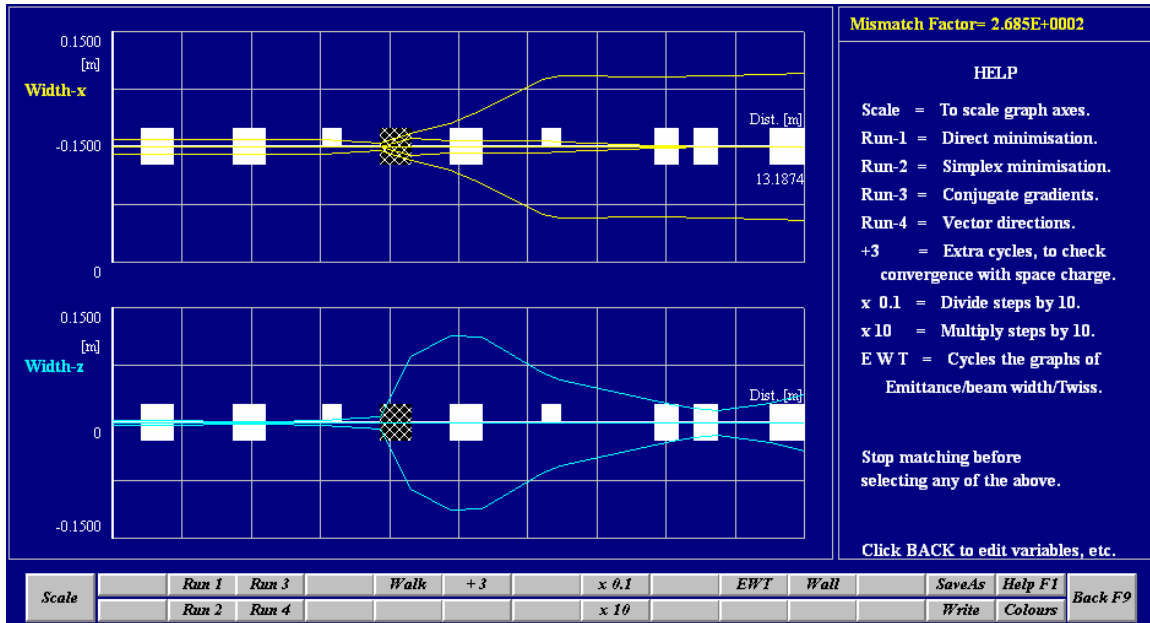 0.1500
[m]
Width-x
-0.1500
0
Dist. [m]
13.1874
0.1500
[m]
Width-z
0
-0.1500
Dist. [m]
Mismatch Factor= 2.685E+0002
HELP
Scale = To scale graph axes.
Run-1 = Direct minimisation.
Run-2 = Simplex minimisation.
Run-3 = Conjugate gradients.
Run-4 = Vector directions.
+3 = Extra cycles, to check
convergence with space charge.
x 0.1 = Divide steps by 10.
x 10 = Multiply steps by 10.
E W T = Cycles the graphs of
Emittance/beam width/Twiss.
Stop matching before
selecting any of the above.
Click BACK to edit variables, etc.
Scale
Run 1 Run 3 Walk +3 x 0.1 EWT Wall SaveAs Help F1
Run 2 Run 4 x 10 Write Colours
Back F9